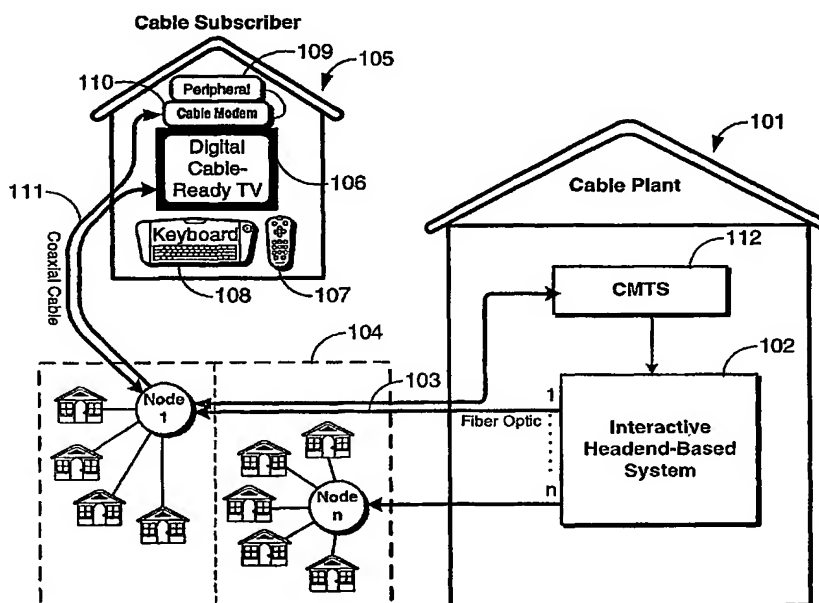 Cable Subscriber
109
105
110
Peripheral
Cable Modem
101
Digital
Cable-
Ready TV
106
Cable Plant
111
Keyboard
Coaxial Cable
108
107
112
CMTS
104
102
103
Node
1
1
Fiber Optic
Interactive
Headend-Based
System
n
Node
n